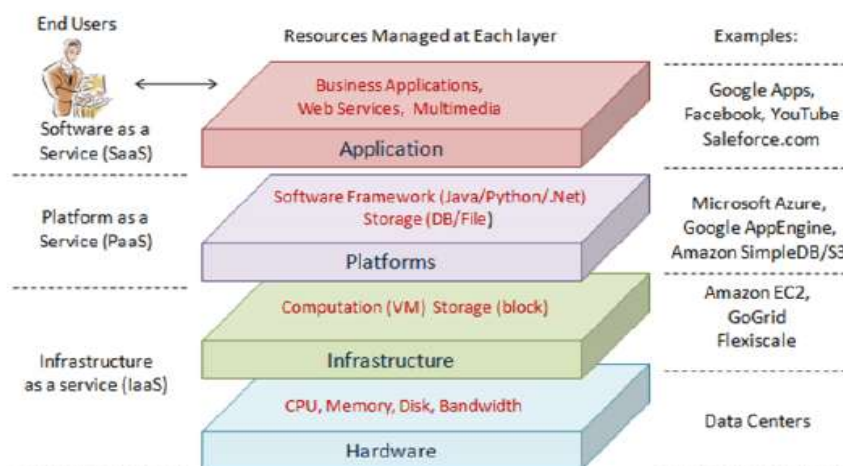 End Users
Resources Managed at Each layer
Examples:
Business Applications,
Web Services, Multimedia
Application
Software as a
Service (SaaS)
Google Apps,
Facebook, YouTube
Saleforce.com
Software Framework (Java/Python/.Net)
Storage (DB/File)
Platforms
Platform as a
Service (PaaS)
Microsoft Azure,
Google AppEngine,
Amazon SimpleDB/S3
Computation (VM) Storage (block)
Infrastructure
Amazon EC2,
GoGrid
Flexiscale
Infrastructure
as a service (IaaS)
CPU, Memory, Disk, Bandwidth
Hardware
Data Centers